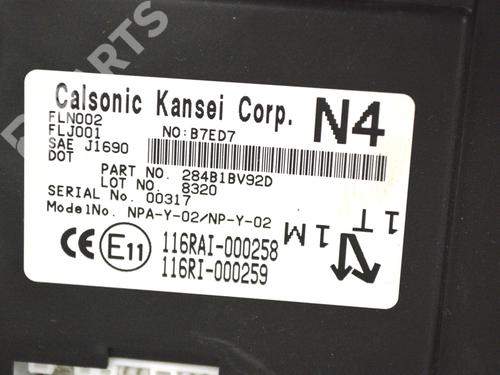 Calsonic Kansei Corp. N4
FLN002
FLJ001 NO:B7ED7
SAE J1690
DOT
PART NO. 284B1BV92D
LOT NO. 8320
SERIAL No. 00317
ModelNo. NPA-Y-02/NP-Y-02
1M 1T
CE E11 116RAI-000258
116RI-000259
PARTS